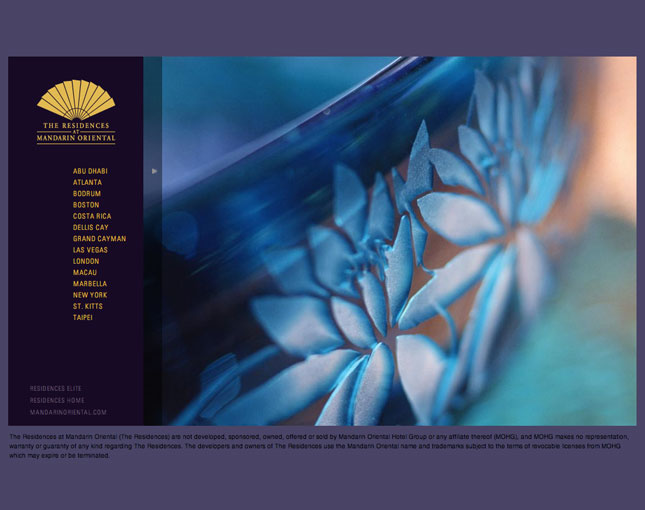 THE RESIDENCES
AT
MANDARIN ORIENTAL
ABU DHABI
ATLANTA
BODRUM
BOSTON
COSTA RICA
DELLIS CAY
GRAND CAYMAN
LAS VEGAS
LONDON
MACAU
MARBELLA
NEW YORK
ST. KITTS
TAIPEI
RESIDENCES ELITE
RESIDENCES HOME
MANDARINORIENTAL.COM
The Residences at Mandarin Oriental (The Residences) are not developed, sponsored, owned, offered or sold by Mandarin Oriental Hotel Group or any affiliate thereof (MOHG), and MOHG makes no representation,
warranty or guaranty of any kind regarding The Residences. The developers and owners of The Residences use the Mandarin Oriental name and trademarks subject to the terms of revocable licenses from MOHG
which may expire or be terminated.